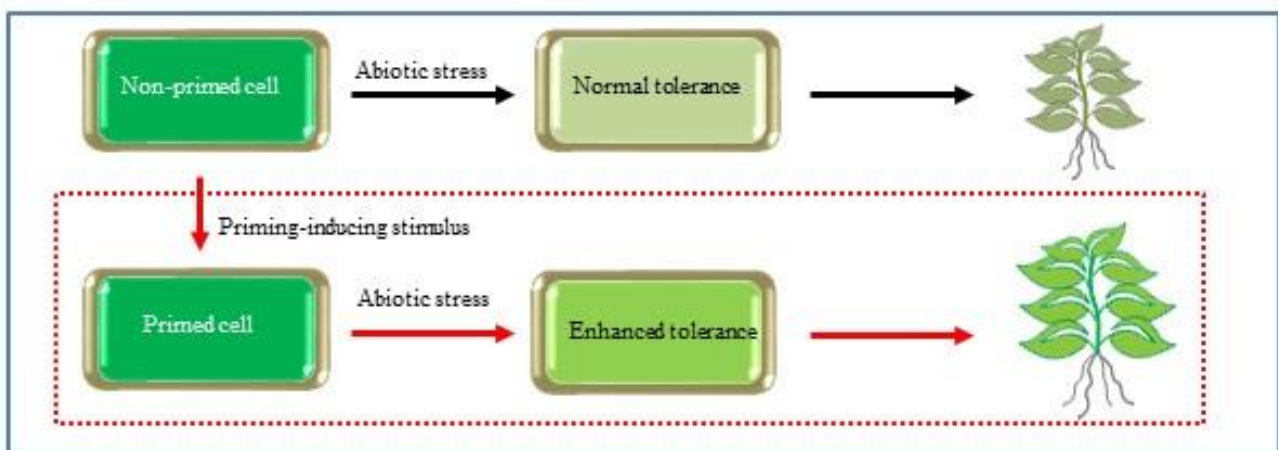 Non-primed cell
Abiotic stress
Normal tolerance
Priming-inducing stimulus
Primed cell
Abiotic stress
Enhanced tolerance